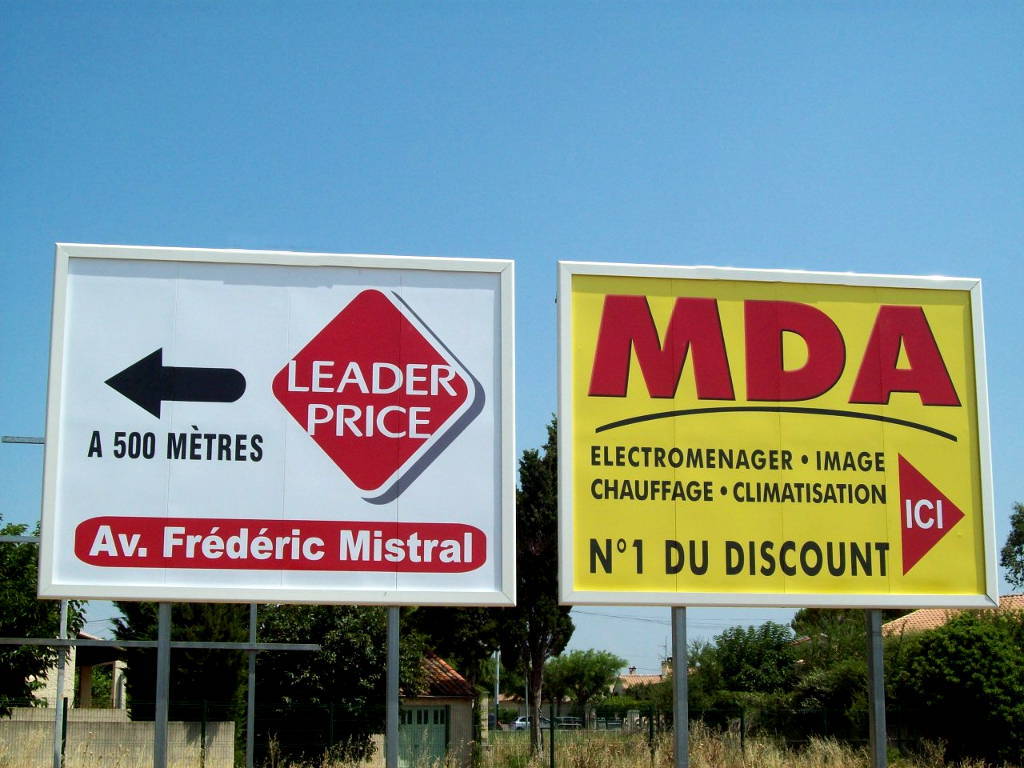 LEADER
PRICE
A 500 MÈTRES
Av. Frédéric Mistral
MDA
ELECTROMENAGER • IMAGE
CHAUFFAGE • CLIMATISATION
ICI
N°1 DU DISCOUNT